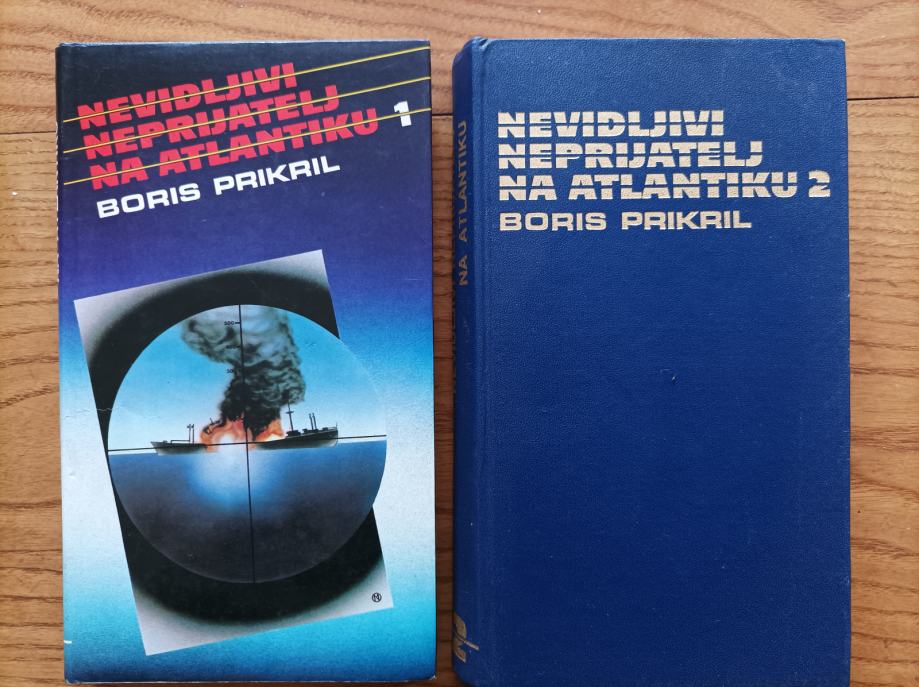 NEVIDLJIVI
NEPRIJATELJ
NA ATLANTIKU 1
BORIS PRIKRIL
NA ATLANTIKU
NEVIDLJIVI
NEPRIJATELJ
NA ATLANTIKU 2
BORIS PRIKRIL